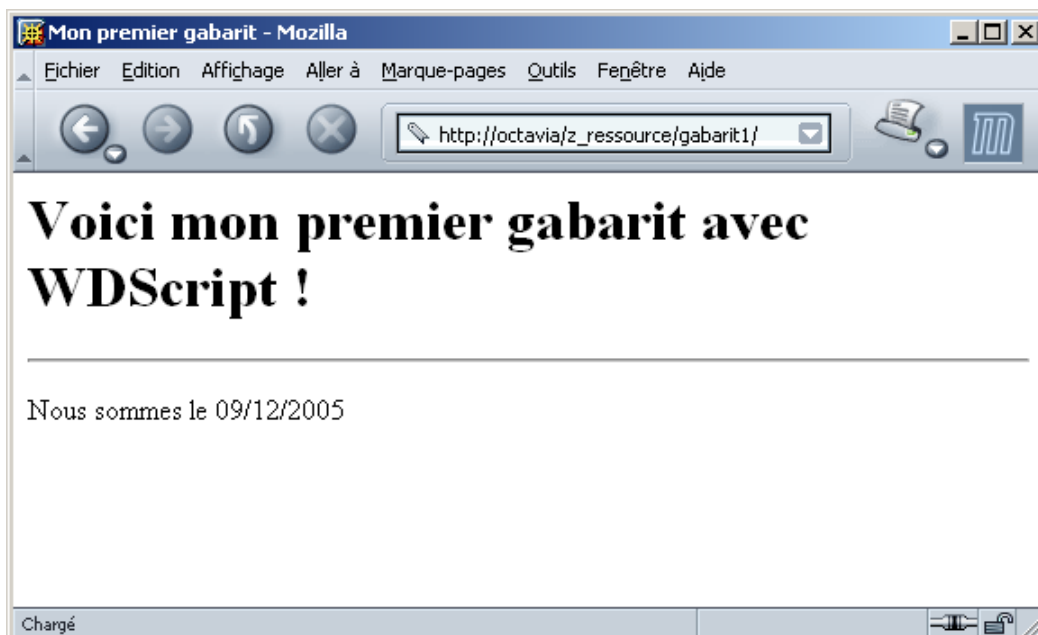 Mon premier gabarit - Mozilla
Fichier Edition Affichage Aller à Marque-pages Outils Fenêtre Aide
http://octavia/z_ressource/gabarit1/
Voici mon premier gabarit avec
WDScript !
Nous sommes le 09/12/2005
Chargé